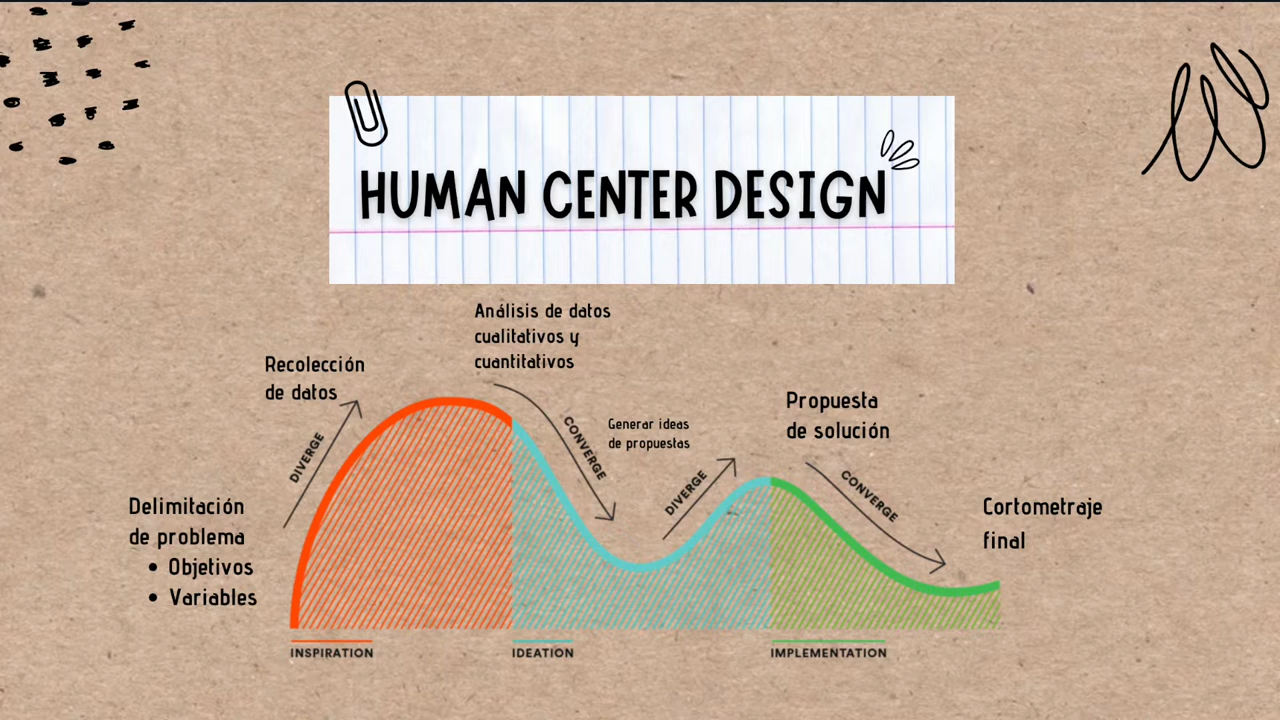 HUMAN CENTER DESIGN
Análisis de datos
cualitativos y
cuantitativos
Recolección
de datos
DIVERGE
CONVERGE
Generar ideas
de propuestas
DIVERGE
Propuesta
de solución
CONVERGE
Delimitación
de problema
• Objetivos
• Variables
Cortometraje
final
INSPIRATION
IDEATION
IMPLEMENTATION